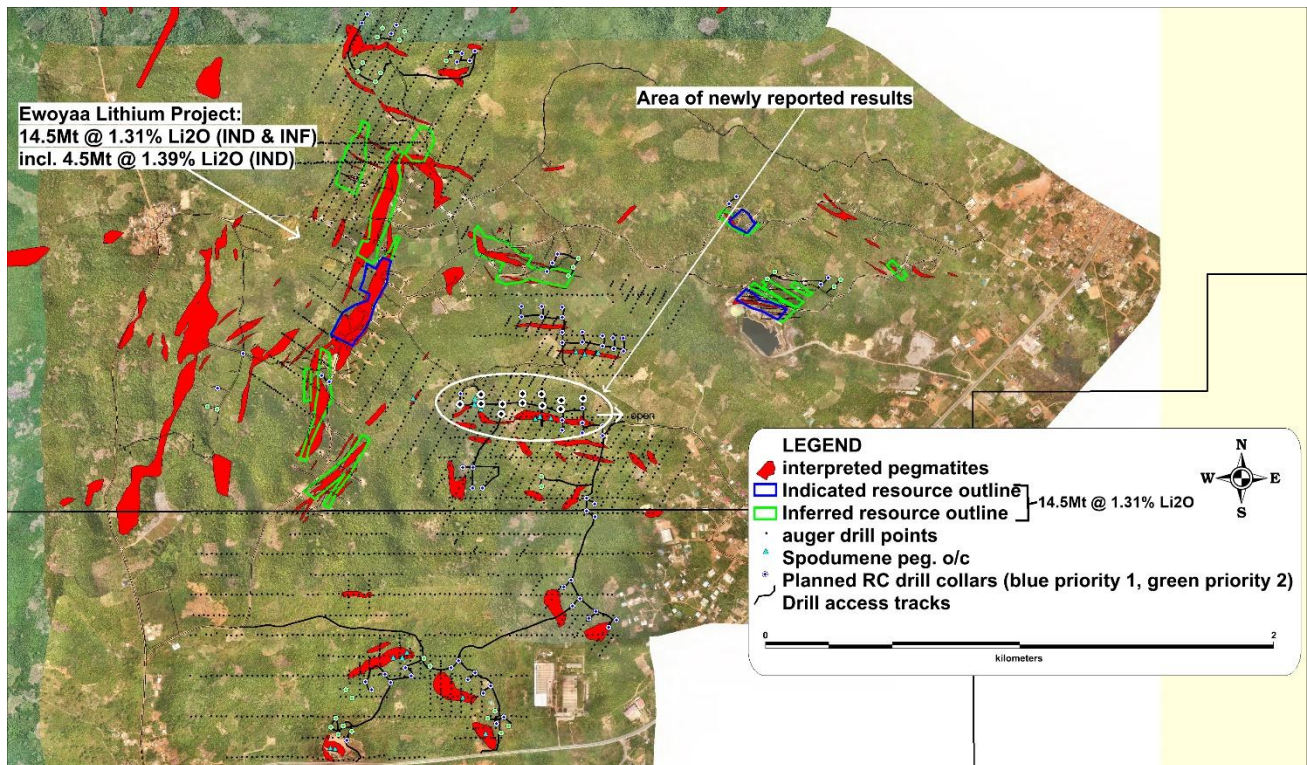 Ewoyaa Lithium Project:
14.5Mt @ 1.31% Li2O (IND & INF)
incl. 4.5Mt @ 1.39% Li2O (IND)
Area of newly reported results
open
LEGEND
interpreted pegmatites
Indicated resource outline
Inferred resource outline
14.5Mt @ 1.31% Li2O
auger drill points
Spodumene peg. o/c
Planned RC drill collars (blue priority 1, green priority 2)
Drill access tracks
N
W E
S
0 2
kilometers